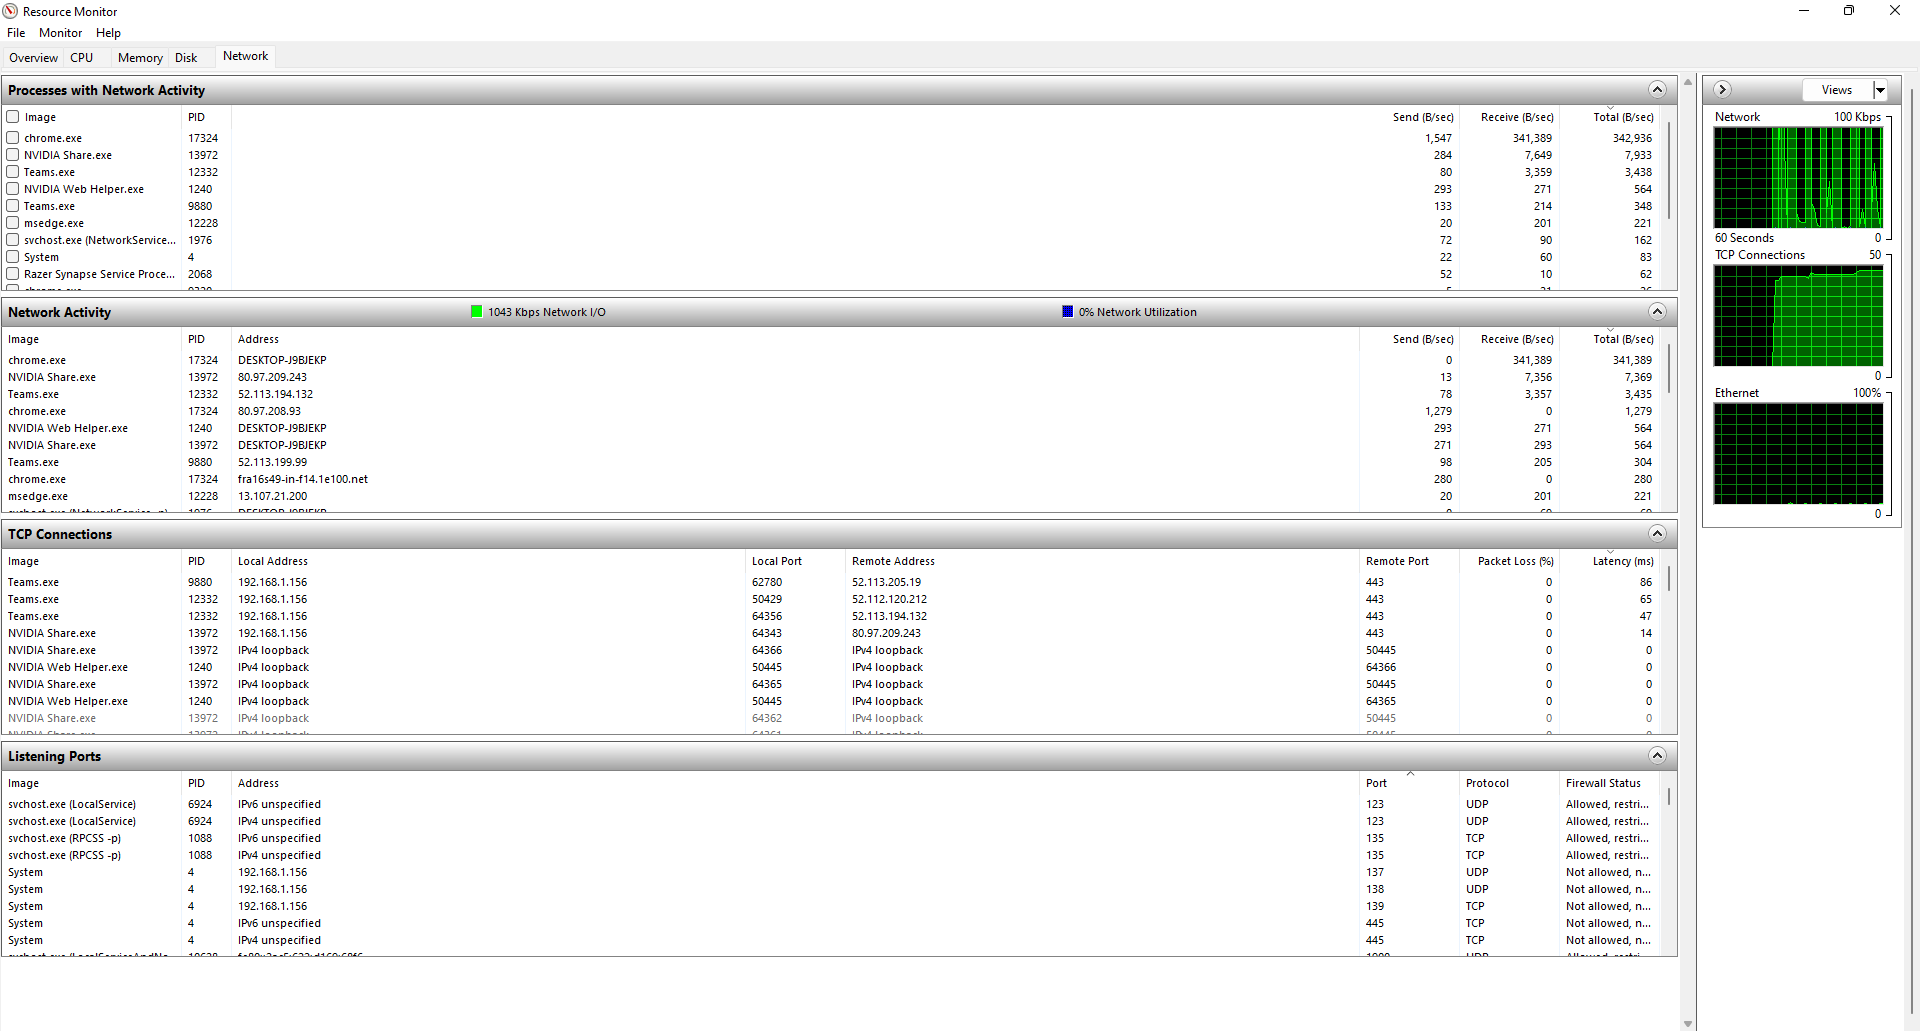 Resource Monitor
File Monitor Help
Overview CPU Memory Disk Network
Processes with Network Activity
Image PID Send (B/sec) Receive (B/sec) Total (B/sec)
chrome.exe 17324 1,547 341,389 342,936
NVIDIA Share.exe 13972 284 7,649 7,933
Teams.exe 12332 80 3,359 3,438
NVIDIA Web Helper.exe 1240 293 271 564
Teams.exe 9880 133 214 348
msedge.exe 12228 20 201 221
svchost.exe (NetworkService... 1976 72 90 162
System 4 22 60 83
Razer Synapse Service Proce... 2068 52 10 62
Network Activity 1043 Kbps Network I/O 0% Network Utilization
Image PID Address Send (B/sec) Receive (B/sec) Total (B/sec)
chrome.exe 17324 DESKTOP-J9BJEKP 0 341,389 341,389
NVIDIA Share.exe 13972 80.97.209.243 13 7,356 7,369
Teams.exe 12332 52.113.194.132 78 3,357 3,435
chrome.exe 17324 80.97.208.93 1,279 0 1,279
NVIDIA Web Helper.exe 1240 DESKTOP-J9BJEKP 293 271 564
NVIDIA Share.exe 13972 DESKTOP-J9BJEKP 271 293 564
Teams.exe 9880 52.113.199.99 98 205 304
chrome.exe 17324 fra16s49-in-f14.1e100.net 280 0 280
msedge.exe 12228 13.107.21.200 20 201 221
TCP Connections
Image PID Local Address Local Port Remote Address Remote Port Packet Loss (%) Latency (ms)
Teams.exe 9880 192.168.1.156 62780 52.113.205.19 443 0 86
Teams.exe 12332 192.168.1.156 50429 52.112.120.212 443 0 65
Teams.exe 12332 192.168.1.156 64356 52.113.194.132 443 0 47
NVIDIA Share.exe 13972 192.168.1.156 64343 80.97.209.243 443 0 14
NVIDIA Share.exe 13972 IPv4 loopback 64366 IPv4 loopback 50445 0 0
NVIDIA Web Helper.exe 1240 IPv4 loopback 50445 IPv4 loopback 64366 0 0
NVIDIA Share.exe 13972 IPv4 loopback 64365 IPv4 loopback 50445 0 0
NVIDIA Web Helper.exe 1240 IPv4 loopback 50445 IPv4 loopback 64365 0 0
NVIDIA Share.exe 13972 IPv4 loopback 64362 IPv4 loopback 50445 0 0
Listening Ports
Image PID Address Port Protocol Firewall Status
svchost.exe (LocalService) 6924 IPv6 unspecified 123 UDP Allowed, restri...
svchost.exe (LocalService) 6924 IPv4 unspecified 123 UDP Allowed, restri...
svchost.exe (RPCSS -p) 1088 IPv6 unspecified 135 TCP Allowed, restri...
svchost.exe (RPCSS -p) 1088 IPv4 unspecified 135 TCP Allowed, restri...
System 4 192.168.1.156 137 UDP Not allowed, n...
System 4 192.168.1.156 138 UDP Not allowed, n...
System 4 192.168.1.156 139 TCP Not allowed, n...
System 4 IPv6 unspecified 445 TCP Not allowed, n...
System 4 IPv4 unspecified 445 TCP Not allowed, n...
Views
Network 100 Kbps
60 Seconds 0
TCP Connections 50
0
Ethernet 100%
0